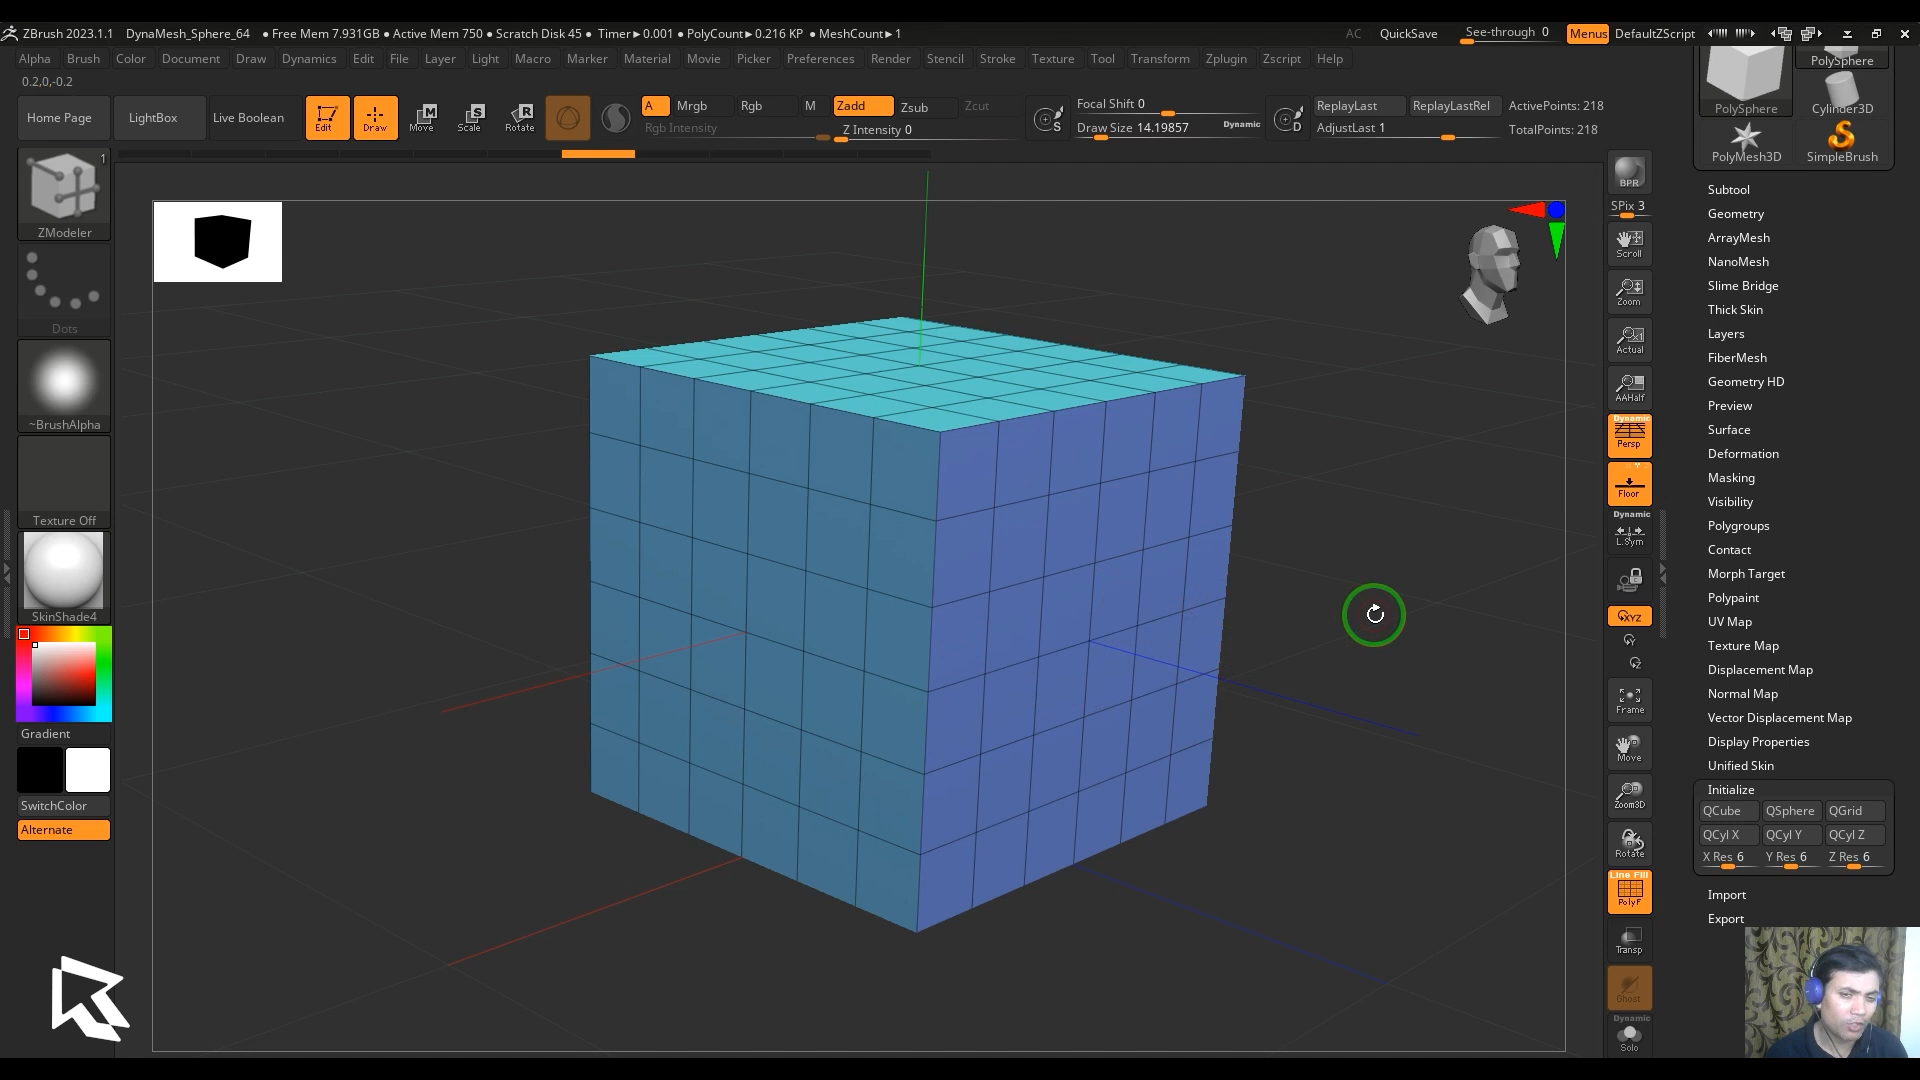 ZBrush 2023.1.1 DynaMesh_Sphere_64 ● Free Mem 7.931GB ● Active Mem 750 ● Scratch Disk 45 ● Timer►0.001 ● PolyCount►0.216 KP ● MeshCount►1 AC QuickSave See-through 0 Menus DefaultZScript
Alpha Brush Color Document Draw Dynamics Edit File Layer Light Macro Marker Material Movie Picker Preferences Render Stencil Stroke Texture Tool Transform Zplugin Zscript Help
0.2,0,-0.2
Home Page LightBox Live Boolean Edit Draw Move Scale Rotate
A Mrgb Rgb M Zadd Zsub Zcut
Rgb Intensity Z Intensity 0
Focal Shift 0
Draw Size 14.19857 Dynamic
ReplayLast ReplayLastRel ActivePoints: 218
AdjustLast 1 TotalPoints: 218
1
ZModeler
Dots
~BrushAlpha
Texture Off
SkinShade4
Gradient
SwitchColor
Alternate
BPR
SPix 3
Scroll
Zoom
Actual
AAHalf
Dynamic
Persp
Floor
Dynamic
L.Sym
XYZ
Y
Z
Frame
Move
Zoom3D
Rotate
Line Fill
PolyF
Transp
Ghost
Dynamic
Solo
PolySphere
PolySphere Cylinder3D
PolyMesh3D SimpleBrush
Subtool
Geometry
ArrayMesh
NanoMesh
Slime Bridge
Thick Skin
Layers
FiberMesh
Geometry HD
Preview
Surface
Deformation
Masking
Visibility
Polygroups
Contact
Morph Target
Polypaint
UV Map
Texture Map
Displacement Map
Normal Map
Vector Displacement Map
Display Properties
Unified Skin
Initialize
QCube QSphere QGrid
QCyl X QCyl Y QCyl Z
X Res 6 Y Res 6 Z Res 6
Import
Export